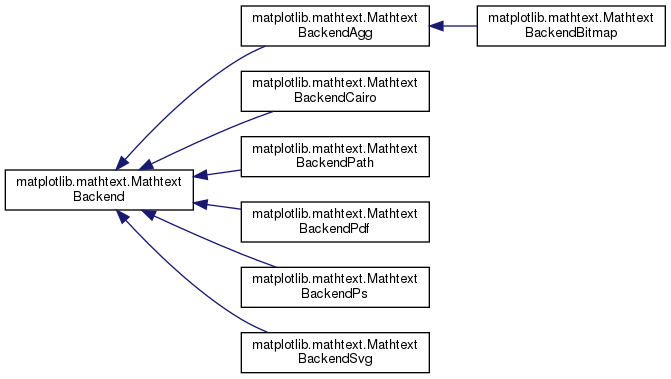 matplotlib.mathtext.Mathtext
BackendAgg
matplotlib.mathtext.Mathtext
BackendBitmap
matplotlib.mathtext.Mathtext
BackendCairo
matplotlib.mathtext.Mathtext
BackendPath
matplotlib.mathtext.Mathtext
Backend
matplotlib.mathtext.Mathtext
BackendPdf
matplotlib.mathtext.Mathtext
BackendPs
matplotlib.mathtext.Mathtext
BackendSvg